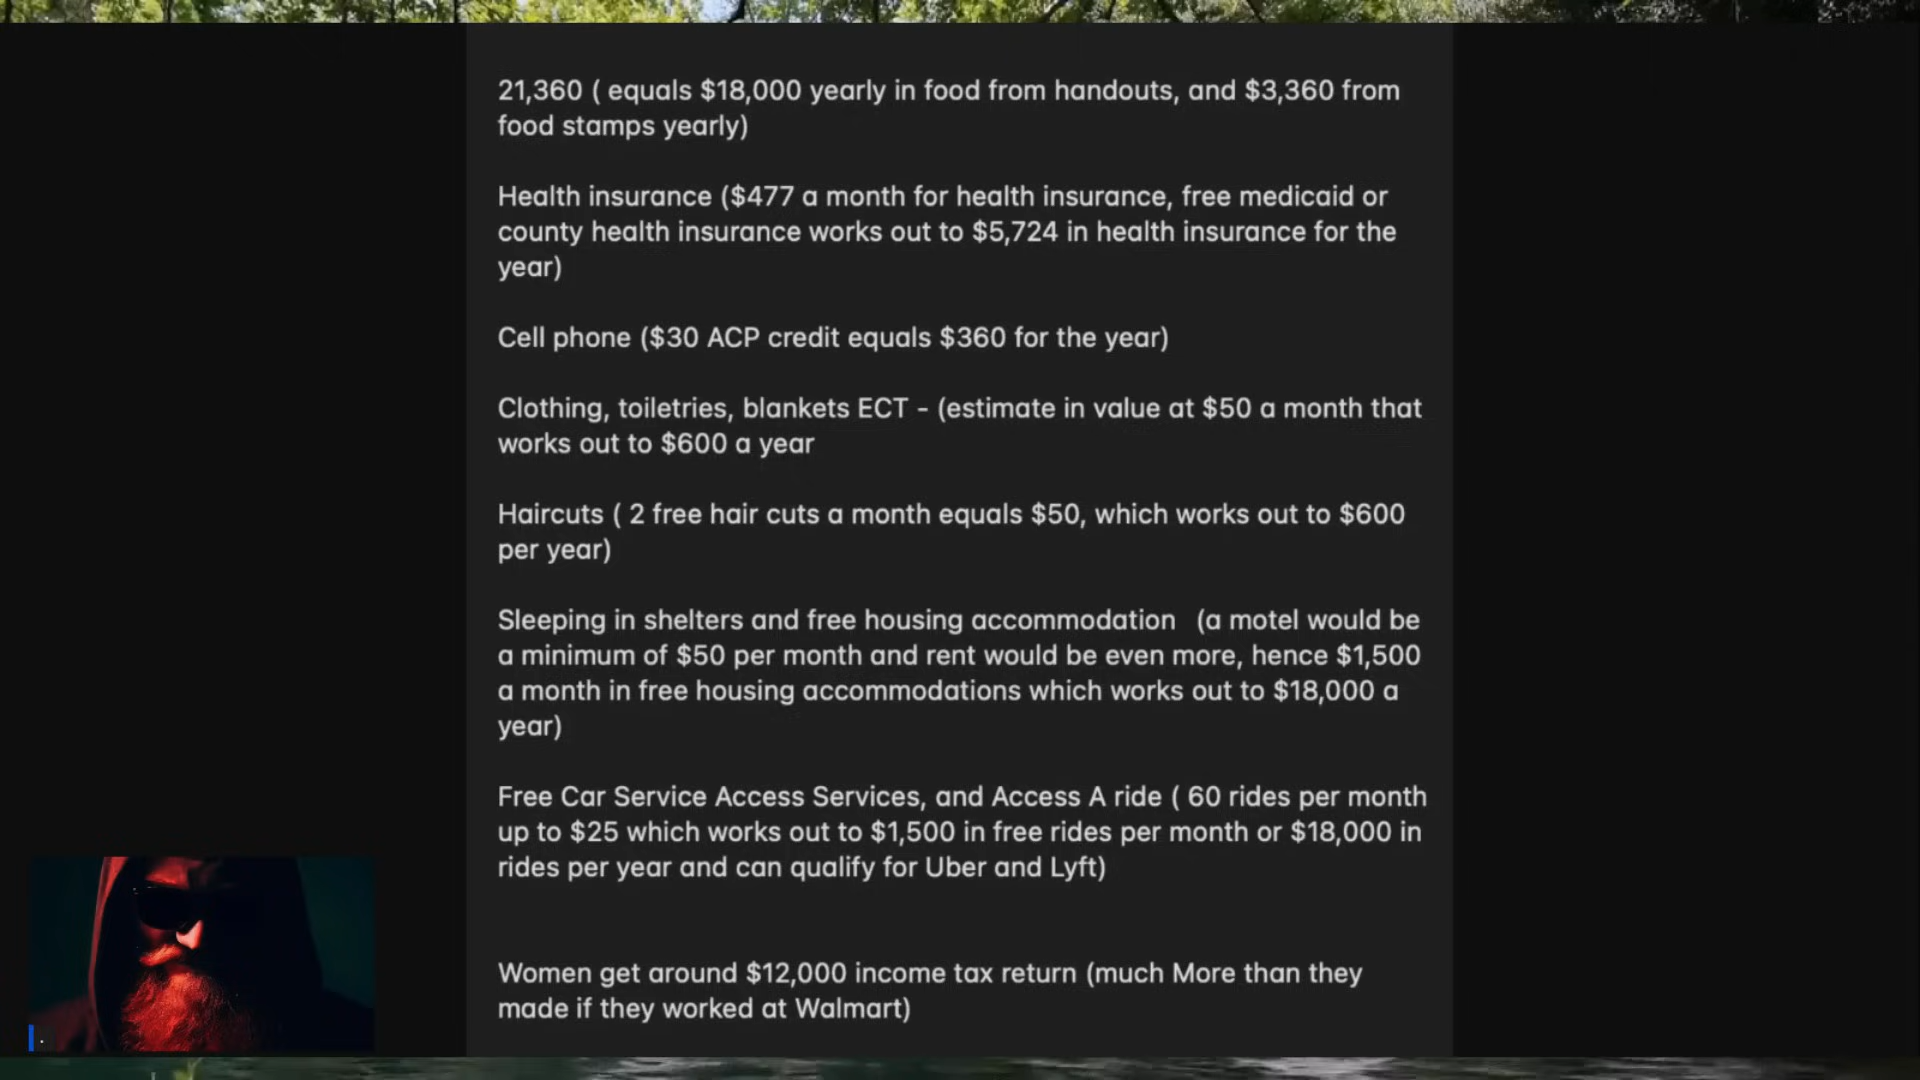 21,360 ( equals $18,000 yearly in food from handouts, and $3,360 from
food stamps yearly)
Health insurance ($477 a month for health insurance, free medicaid or
county health insurance works out to $5,724 in health insurance for the
year)
Cell phone ($30 ACP credit equals $360 for the year)
Clothing, toiletries, blankets ECT - (estimate in value at $50 a month that
works out to $600 a year
Haircuts ( 2 free hair cuts a month equals $50, which works out to $600
per year)
Sleeping in shelters and free housing accommodation (a motel would be
a minimum of $50 per month and rent would be even more, hence $1,500
a month in free housing accommodations which works out to $18,000 a
year)
Free Car Service Access Services, and Access A ride ( 60 rides per month
up to $25 which works out to $1,500 in free rides per month or $18,000 in
rides per year and can qualify for Uber and Lyft)
Women get around $12,000 income tax return (much More than they
made if they worked at Walmart)
.